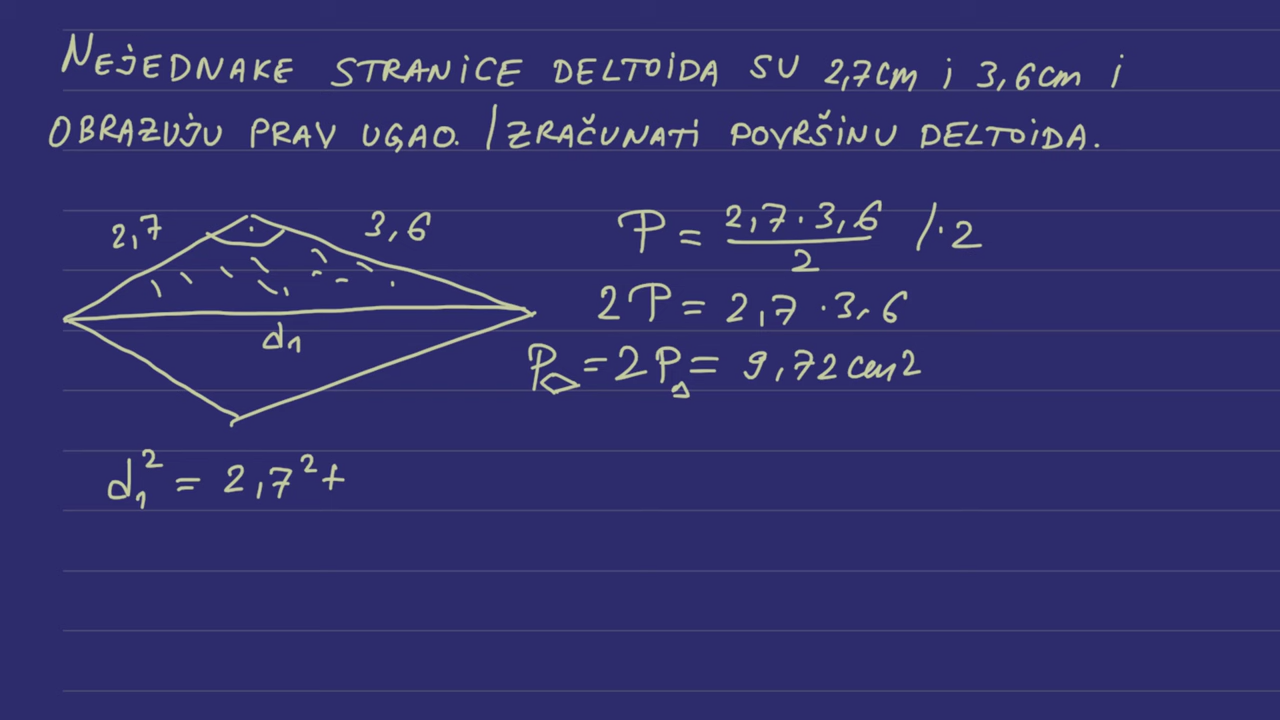 NEJEDNAKE STRANICE DELTOIDA SU 2,7cm i 3,6cm i
OBRAZUJU PRAV UGAO. IZRAČUNATI POVRŠINU DELTOIDA.
2,7
3,6
d₁
P = 2,7·3,6/2 /·2
2P = 2,7·3,6
P◇ = 2P△ = 9,72 cm2
d₁² = 2,7² +